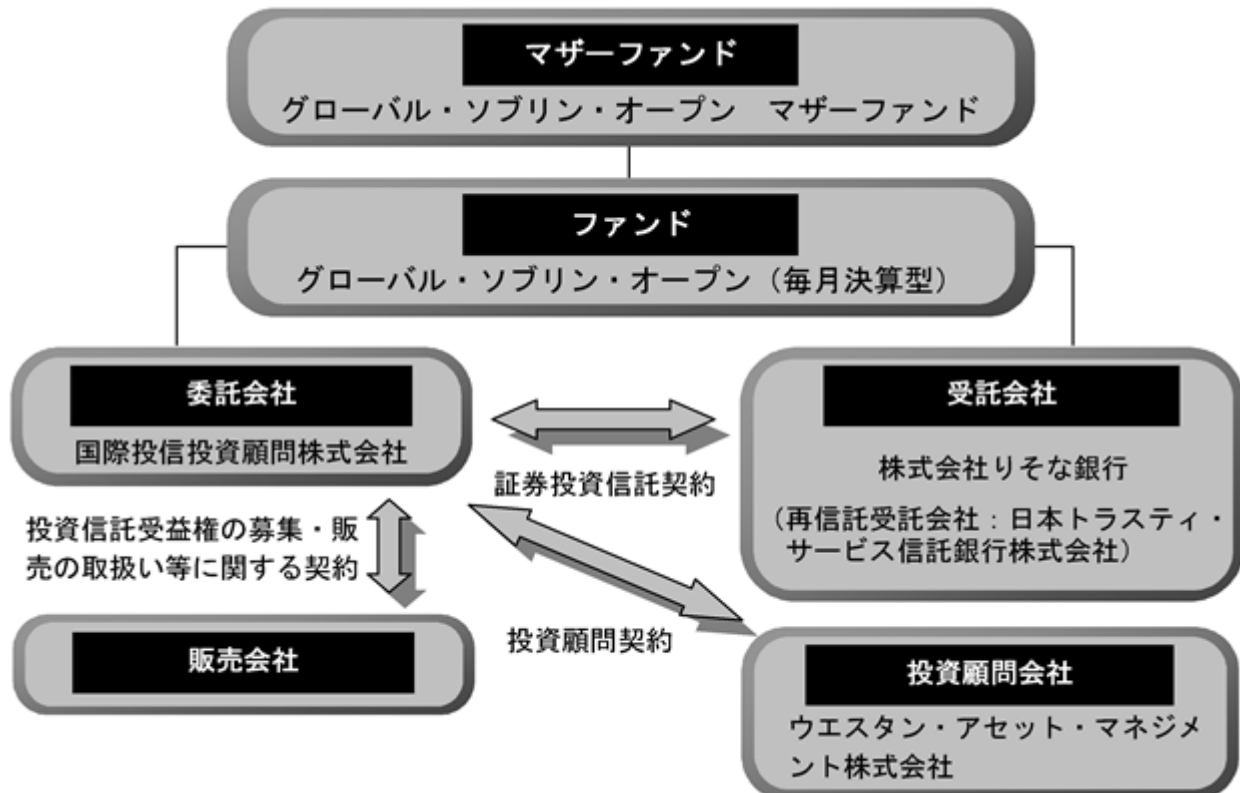 マザーファンド
グローバル・ソブリン・オープン　マザーファンド
ファンド
グローバル・ソブリン・オープン（毎月決算型）
委託会社
国際投信投資顧問株式会社
証券投資信託契約
受託会社
株式会社りそな銀行
（再信託受託会社：日本トラスティ・
サービス信託銀行株式会社）
投資信託受益権の募集・販
売の取扱い等に関する契約
投資顧問契約
販売会社
投資顧問会社
ウエスタン・アセット・マネジメ
ント株式会社